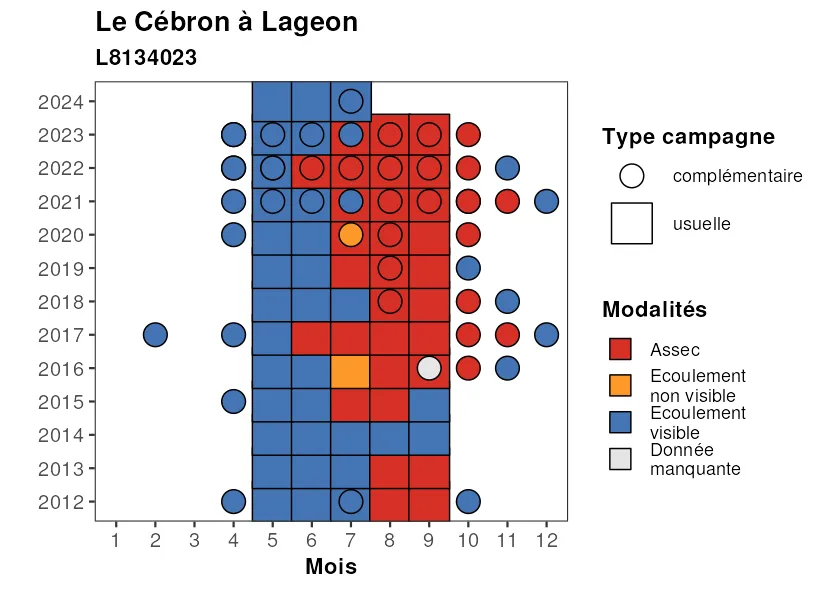 Le Cébron à Lageon
L8134023
2024
2023
2022
2021
2020
2019
2018
2017
2016
2015
2014
2013
2012
1 2 3 4 5 6 7 8 9 10 11 12
Mois
Type campagne
complémentaire
usuelle
Modalités
Assec
Ecoulement
non visible
Ecoulement
visible
Donnée
manquante